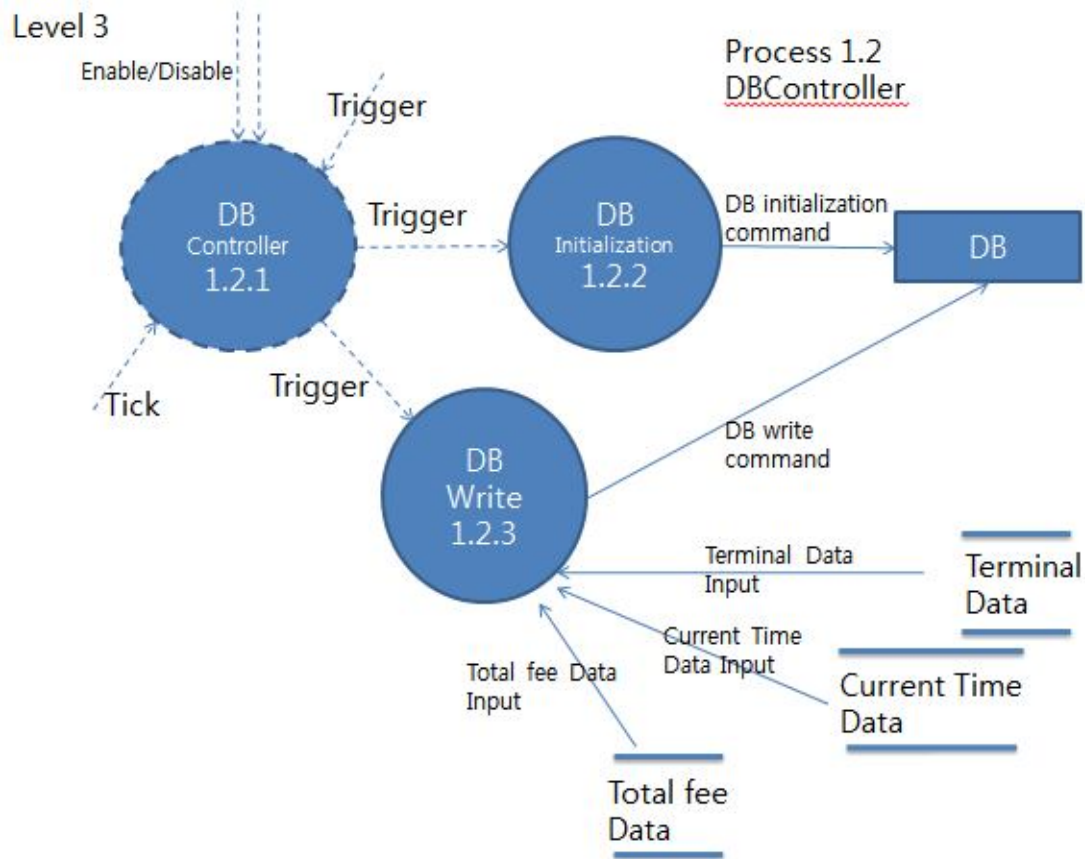 Level 3
Enable/Disable
Process 1.2
DBController
Trigger
DB
Controller
1.2.1
Trigger
DB
Initialization
1.2.2
DB initialization
command
DB
Tick
Trigger
DB
Write
1.2.3
DB write
command
Terminal Data
Input
Terminal
Data
Current Time
Data Input
Current Time
Data
Total fee Data
Input
Total fee
Data